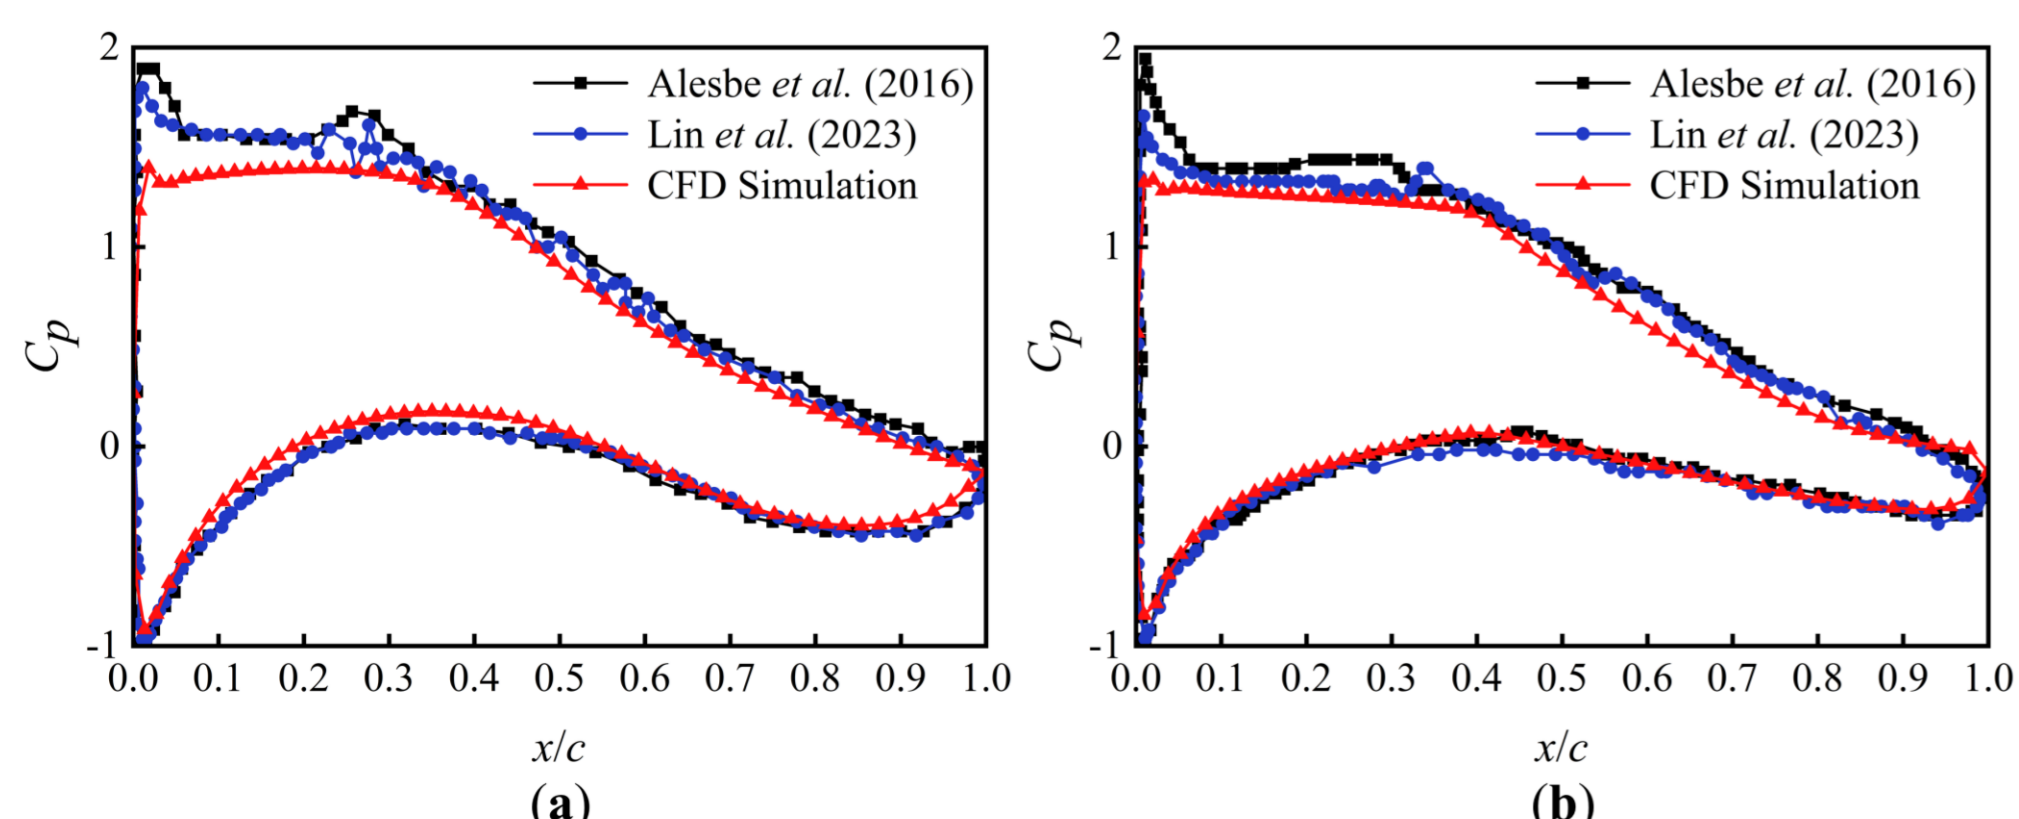 2
1
0
-1
Cp
Alesbe et al. (2016)
Lin et al. (2023)
CFD Simulation
0.0 0.1 0.2 0.3 0.4 0.5 0.6 0.7 0.8 0.9 1.0
x/c
(a)
2
1
0
-1
Cp
Alesbe et al. (2016)
Lin et al. (2023)
CFD Simulation
0.0 0.1 0.2 0.3 0.4 0.5 0.6 0.7 0.8 0.9 1.0
x/c
(b)